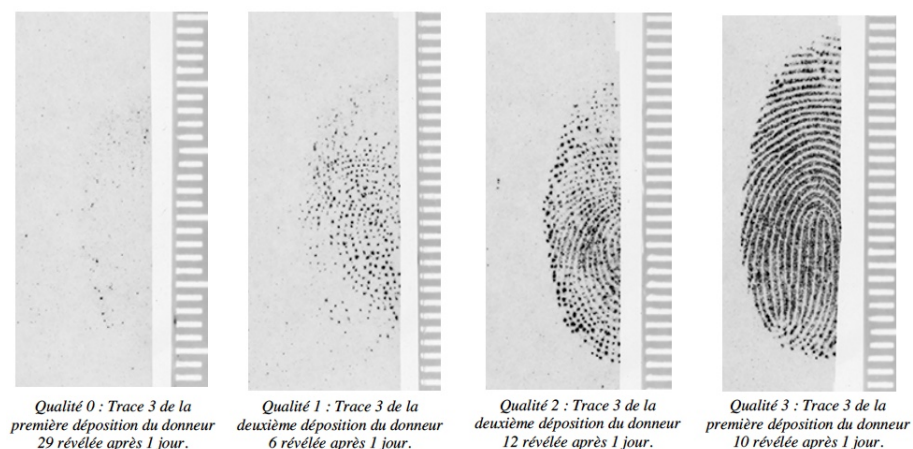 Qualité 0 : Trace 3 de la
première déposition du donneur
29 révélée après 1 jour.
Qualité 1 : Trace 3 de la
deuxième déposition du donneur
6 révélée après 1 jour.
Qualité 2 : Trace 3 de la
deuxième déposition du donneur
12 révélée après 1 jour.
Qualité 3 : Trace 3 de la
première déposition du donneur
10 révélée après 1 jour.